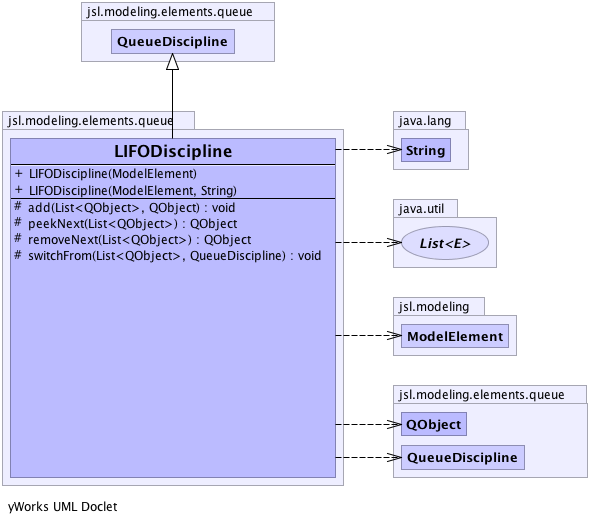 jsl.modeling.elements.queue
QueueDiscipline
jsl.modeling.elements.queue
LIFODiscipline
+ LIFODiscipline(ModelElement)
+ LIFODiscipline(ModelElement, String)
# add(List<QObject>, QObject) : void
# peekNext(List<QObject>) : QObject
# removeNext(List<QObject>) : QObject
# switchFrom(List<QObject>, QueueDiscipline) : void
java.lang
String
java.util
List<E>
jsl.modeling
ModelElement
jsl.modeling.elements.queue
QObject
QueueDiscipline
yWorks UML Doclet